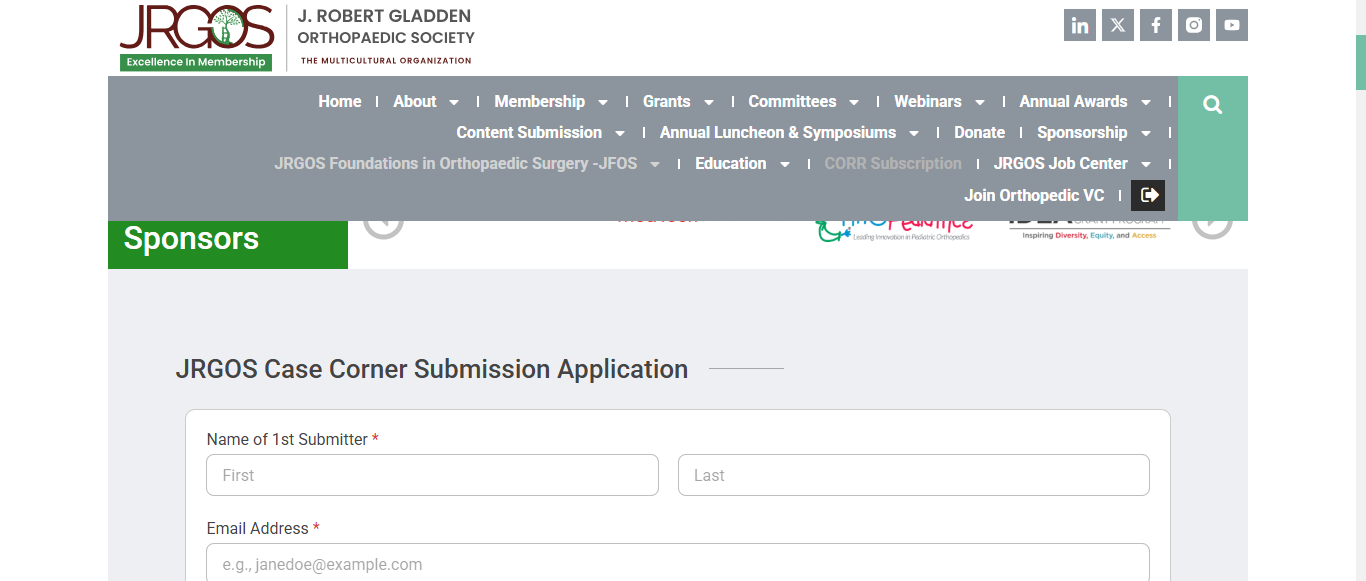 JRGOS
Excellence In Membership
J. ROBERT GLADDEN
ORTHOPAEDIC SOCIETY
THE MULTICULTURAL ORGANIZATION
Home About Membership Grants Committees Webinars Annual Awards
Content Submission Annual Luncheon & Symposiums Donate Sponsorship
JRGOS Foundations in Orthopaedic Surgery -JFOS Education CORR Subscription JRGOS Job Center
Join Orthopedic VC
Sponsors
Leading Innovation in Pediatric Orthopedics
Inspiring Diversity, Equity, and Access
JRGOS Case Corner Submission Application
Name of 1st Submitter *
First Last
Email Address *
e.g., janedoe@example.com